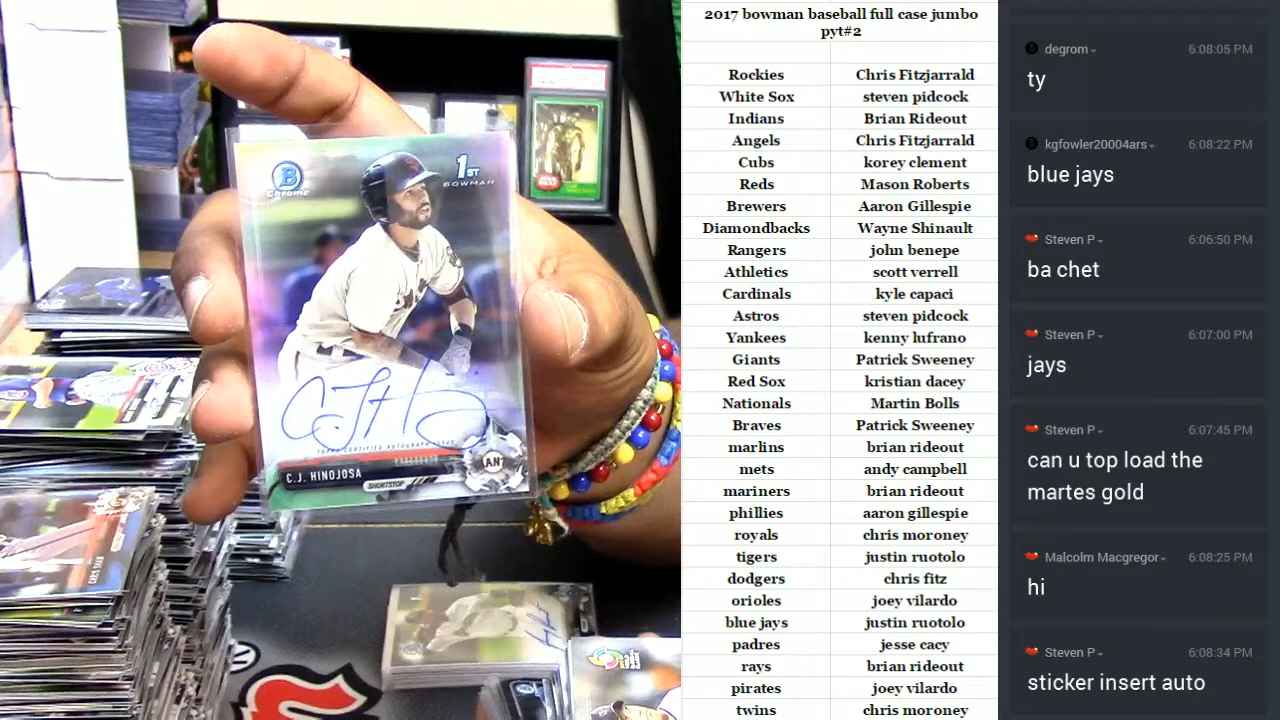 B
Chrome
1ST
BOWMAN
TOPPS CERTIFIED AUTOGRAPH ISSUE
C.J. HINOJOSA
SHORTSTOP
2017 bowman baseball full case jumbo
pyt#2
Rockies Chris Fitzjarrald
White Sox steven pidcock
Indians Brian Rideout
Angels Chris Fitzjarrald
Cubs korey clement
Reds Mason Roberts
Brewers Aaron Gillespie
Diamondbacks Wayne Shinault
Rangers john benepe
Athletics scott verrell
Cardinals kyle capaci
Astros steven pidcock
Yankees kenny lufrano
Giants Patrick Sweeney
Red Sox kristian dacey
Nationals Martin Bolls
Braves Patrick Sweeney
marlins brian rideout
mets andy campbell
mariners brian rideout
phillies aaron gillespie
royals chris moroney
tigers justin ruotolo
dodgers chris fitz
orioles joey vilardo
blue jays justin ruotolo
padres jesse cacy
rays brian rideout
pirates joey vilardo
twins chris moroney
degrom 6:08:05 PM
ty
kgfowler20004ars 6:08:22 PM
blue jays
Steven P 6:06:50 PM
ba chet
Steven P 6:07:00 PM
jays
Steven P 6:07:45 PM
can u top load the
martes gold
Malcolm Macgregor 6:08:25 PM
hi
Steven P 6:08:34 PM
sticker insert auto